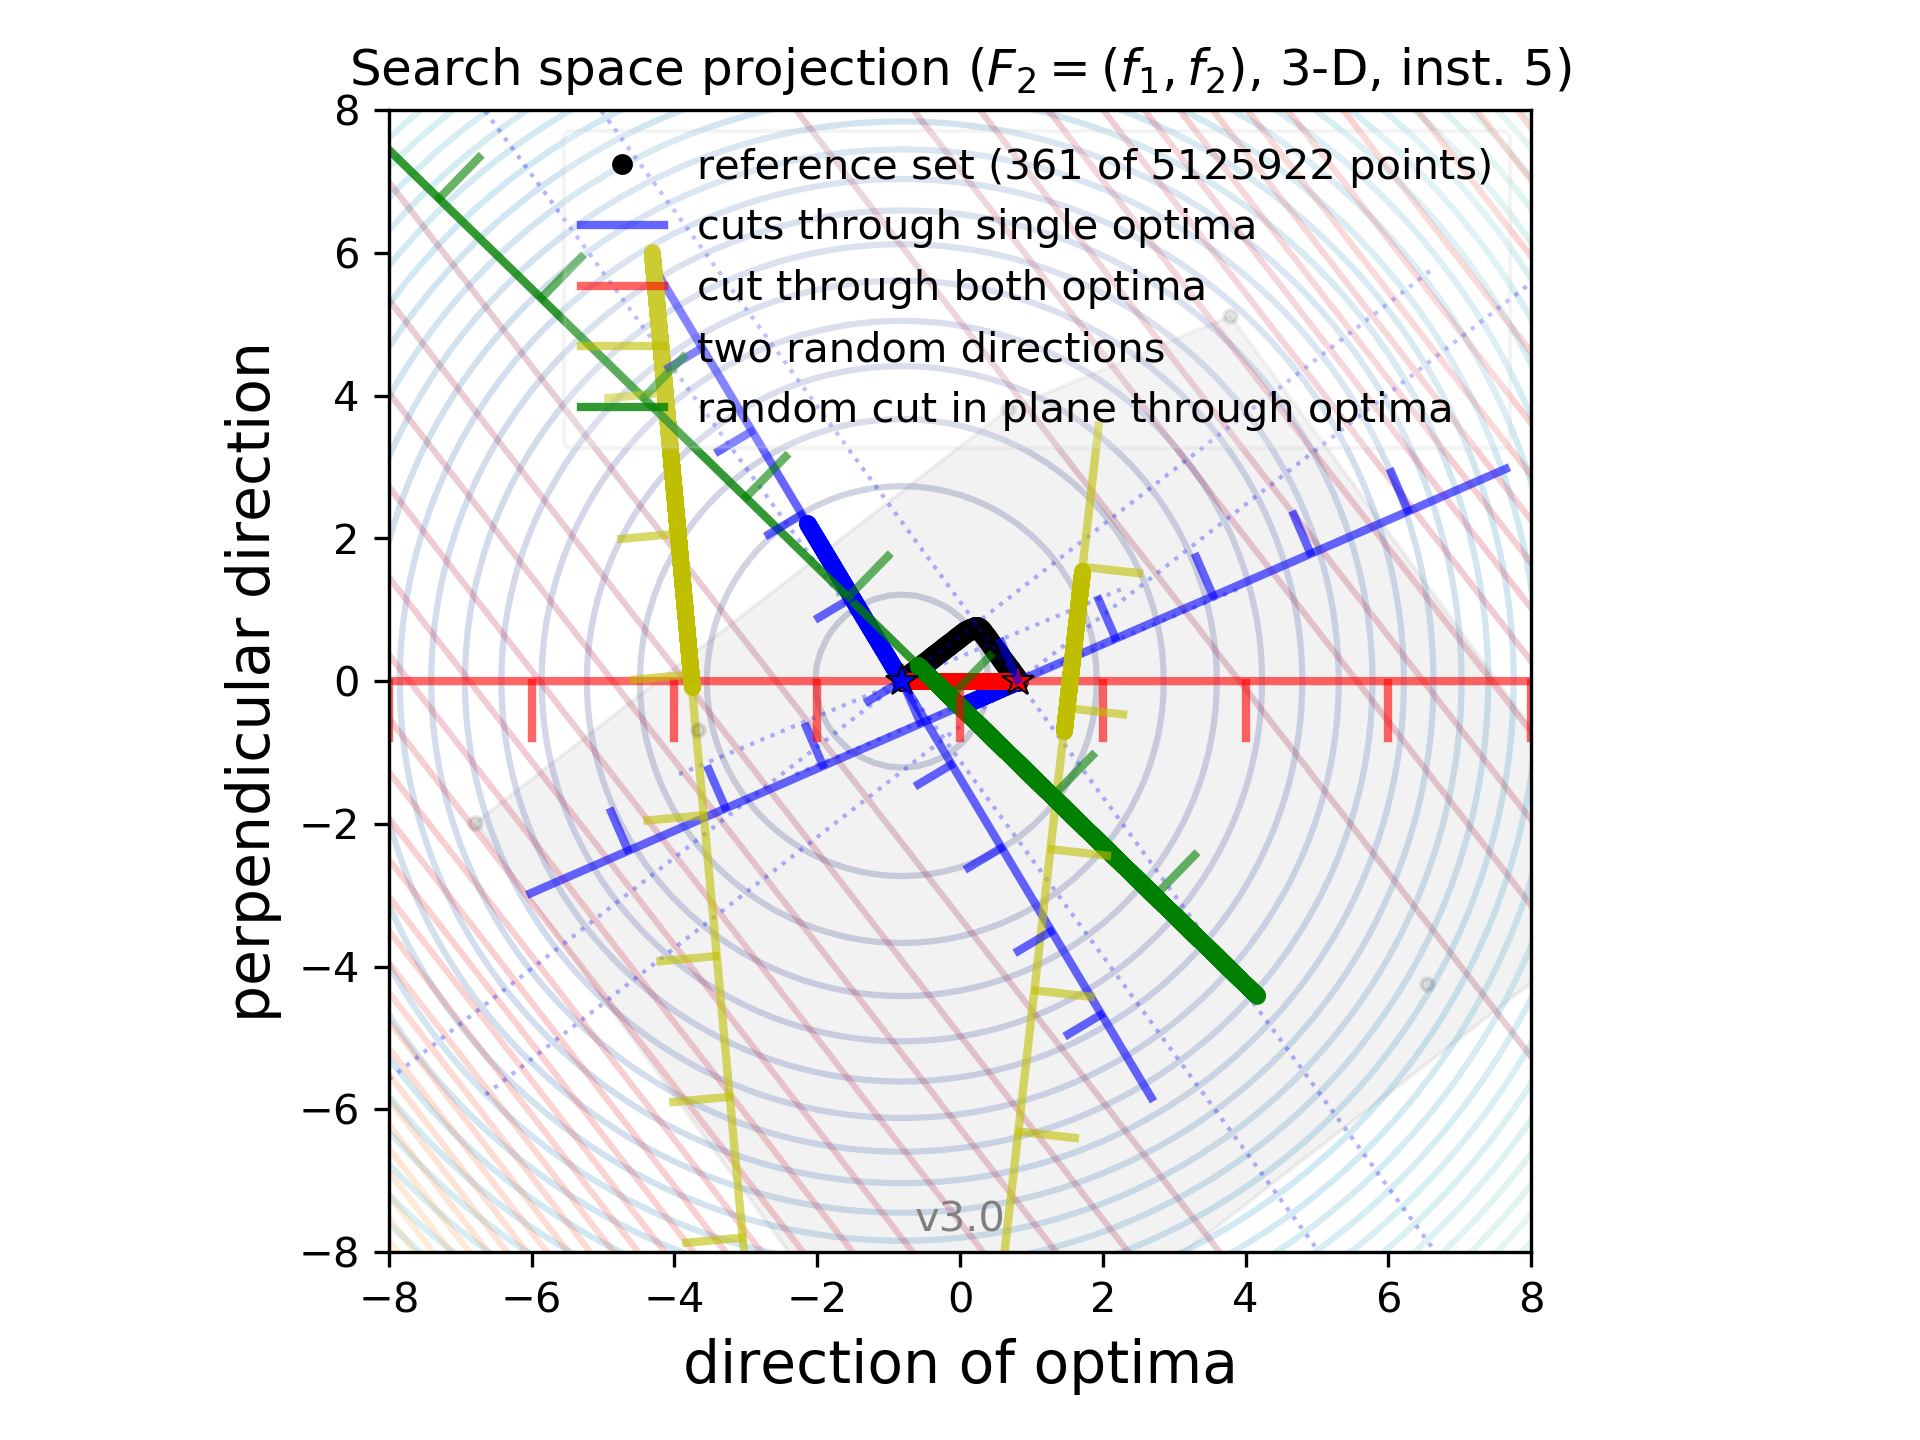 Search space projection ($F_2 = (f_1, f_2)$, 3-D, inst. 5)
8
reference set (361 of 5125922 points)
cuts through single optima
6
cut through both optima
two random directions
4
random cut in plane through optima
2
0
−2
−4
−6
v3.0
−8
−8 −6 −4 −2 0 2 4 6 8
direction of optima
perpendicular direction